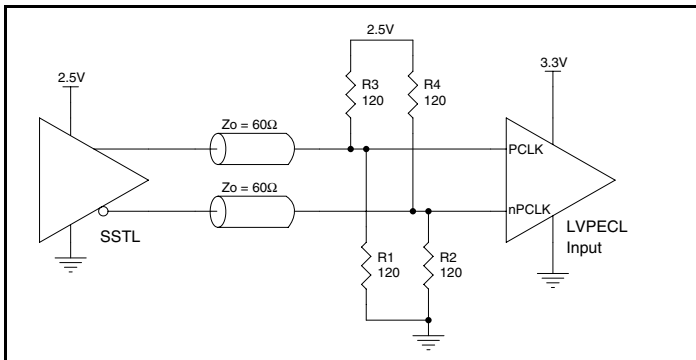 2.5V
2.5V
3.3V
R3
120
R4
120
Zo = 60Ω
PCLK
Zo = 60Ω
nPCLK
SSTL
LVPECL
Input
R1
120
R2
120